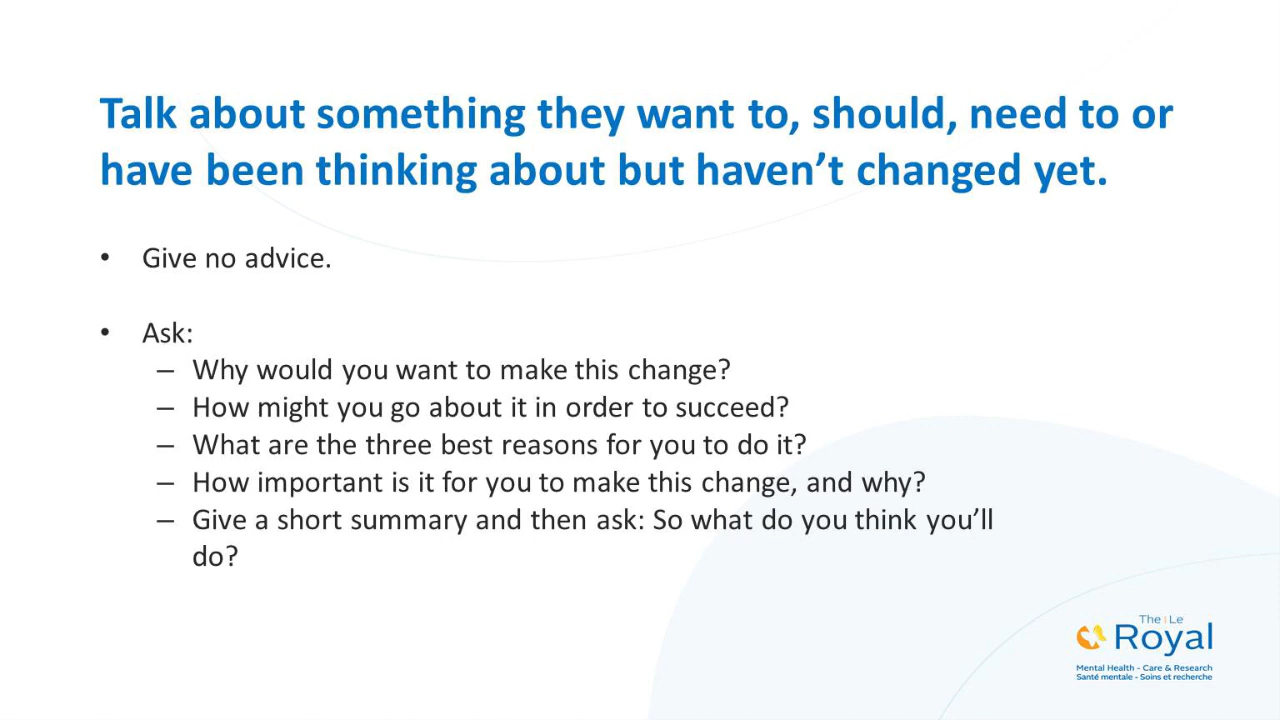 Talk about something they want to, should, need to or
have been thinking about but haven’t changed yet.
• Give no advice.
• Ask:
– Why would you want to make this change?
– How might you go about it in order to succeed?
– What are the three best reasons for you to do it?
– How important is it for you to make this change, and why?
– Give a short summary and then ask: So what do you think you’ll
do?
The | Le
Royal
Mental Health - Care & Research
Santé mentale - Soins et recherche